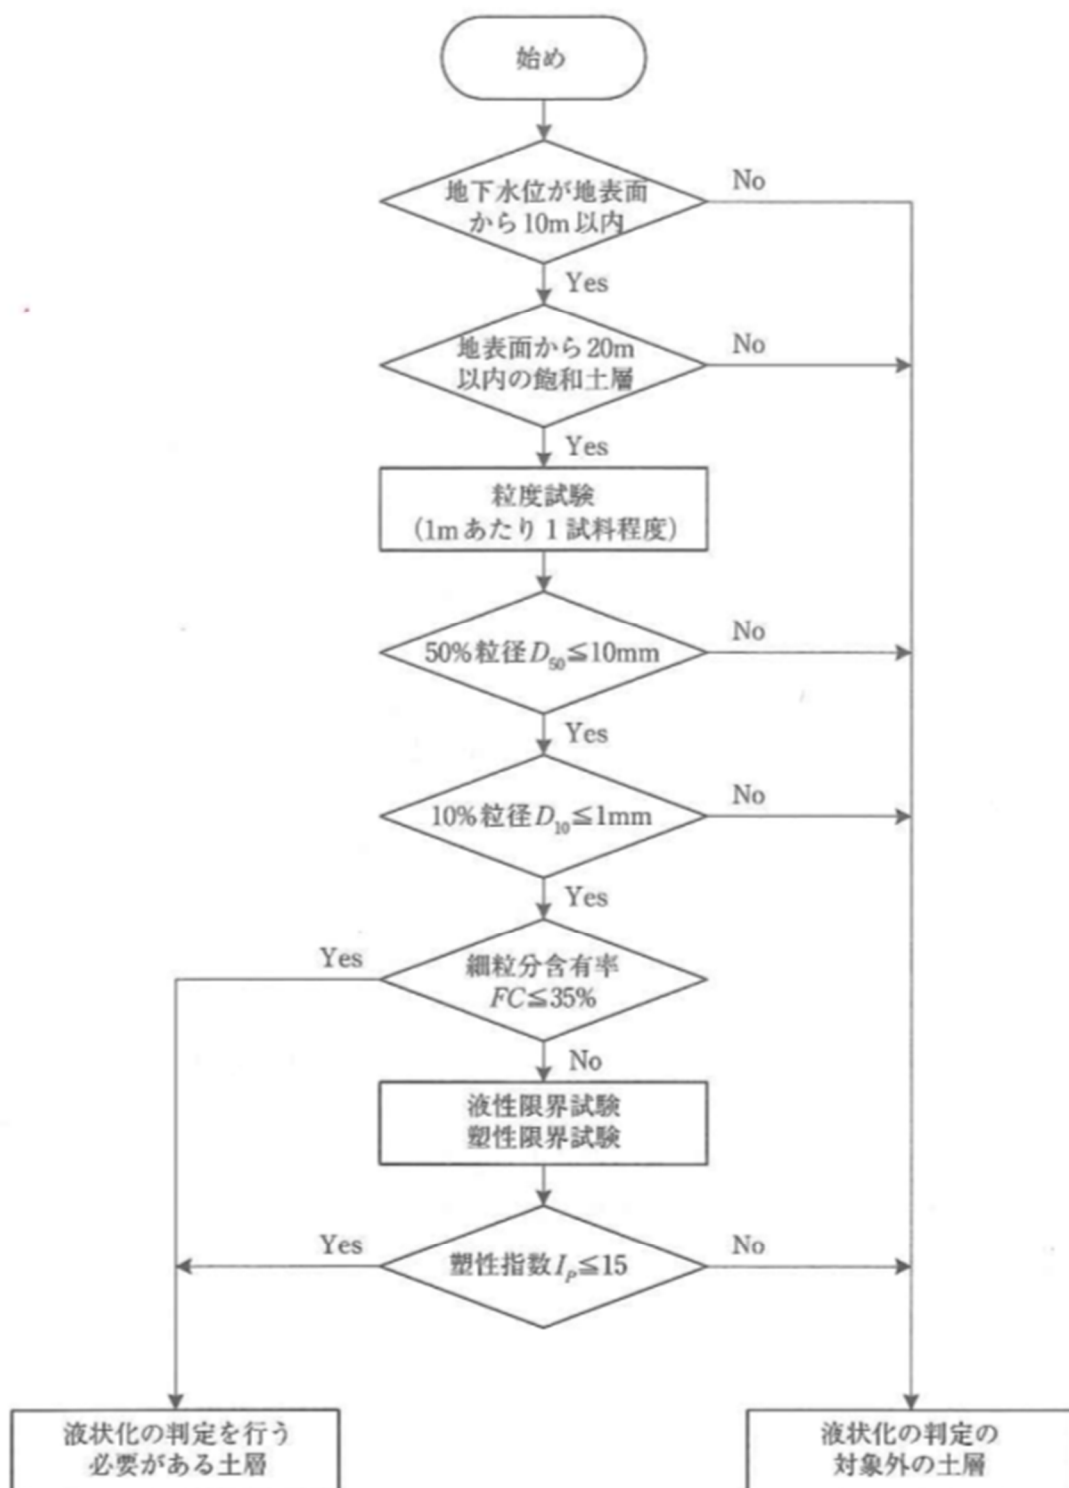 始め
地下水位が地表面
から10m以内
No
Yes
地表面から20m
以内の飽和土層
No
Yes
粒度試験
(1mあたり1試料程度)
50%粒径D50≦10mm
No
Yes
10%粒径D10≦1mm
No
Yes
細粒分含有率
FC≦35%
Yes
No
液性限界試験
塑性限界試験
塑性指数IP≦15
Yes
No
液状化の判定を行う
必要がある土層
液状化の判定の
対象外の土層